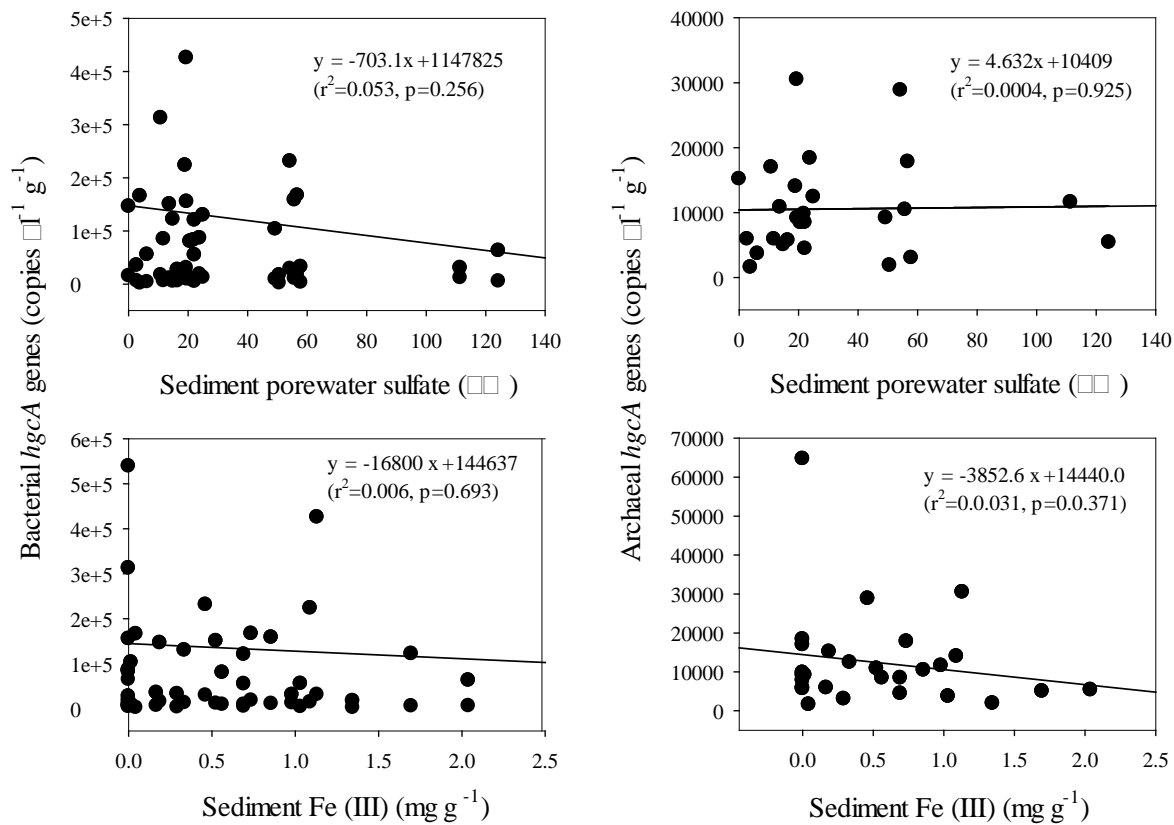 5e+5
4e+5
3e+5
2e+5
1e+5
0
y = -703.1x +1147825
(r²=0.053, p=0.256)
0 20 40 60 80 100 120 140
Sediment porewater sulfate (□□ )
40000
30000
20000
10000
0
y = 4.632x +10409
(r²=0.0004, p=0.925)
0 20 40 60 80 100 120 140
Sediment porewater sulfate (□□ )
Bacterial hgcA genes (copies □l⁻¹ g⁻¹)
Archaeal hgcA genes (copies □l⁻¹ g⁻¹)
6e+5
5e+5
4e+5
3e+5
2e+5
1e+5
0
y = -16800 x +144637
(r²=0.006, p=0.693)
0.0 0.5 1.0 1.5 2.0 2.5
Sediment Fe (III) (mg g⁻¹)
70000
60000
50000
40000
30000
20000
10000
0
y = -3852.6 x +14440.0
(r²=0.0.031, p=0.0.371)
0.0 0.5 1.0 1.5 2.0 2.5
Sediment Fe (III) (mg g⁻¹)